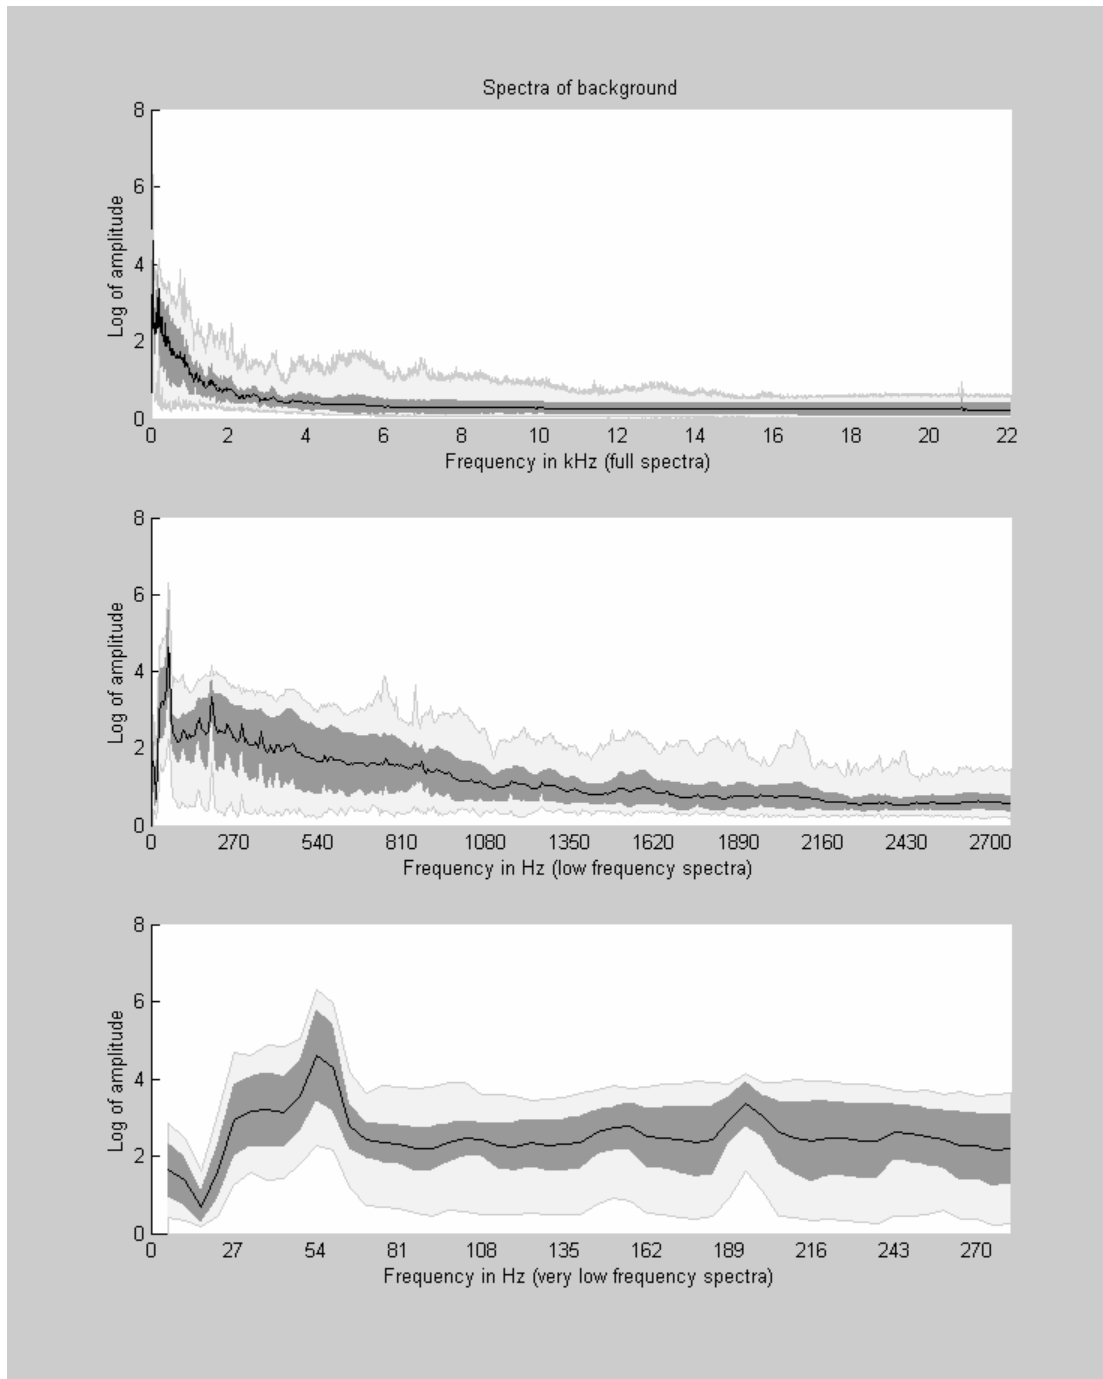 Spectra of background
8
6
4
2
0
Log of amplitude
0 2 4 6 8 10 12 14 16 18 20 22
Frequency in kHz (full spectra)
8
6
4
2
0
Log of amplitude
0 270 540 810 1080 1350 1620 1890 2160 2430 2700
Frequency in Hz (low frequency spectra)
8
6
4
2
0
Log of amplitude
0 27 54 81 108 135 162 189 216 243 270
Frequency in Hz (very low frequency spectra)